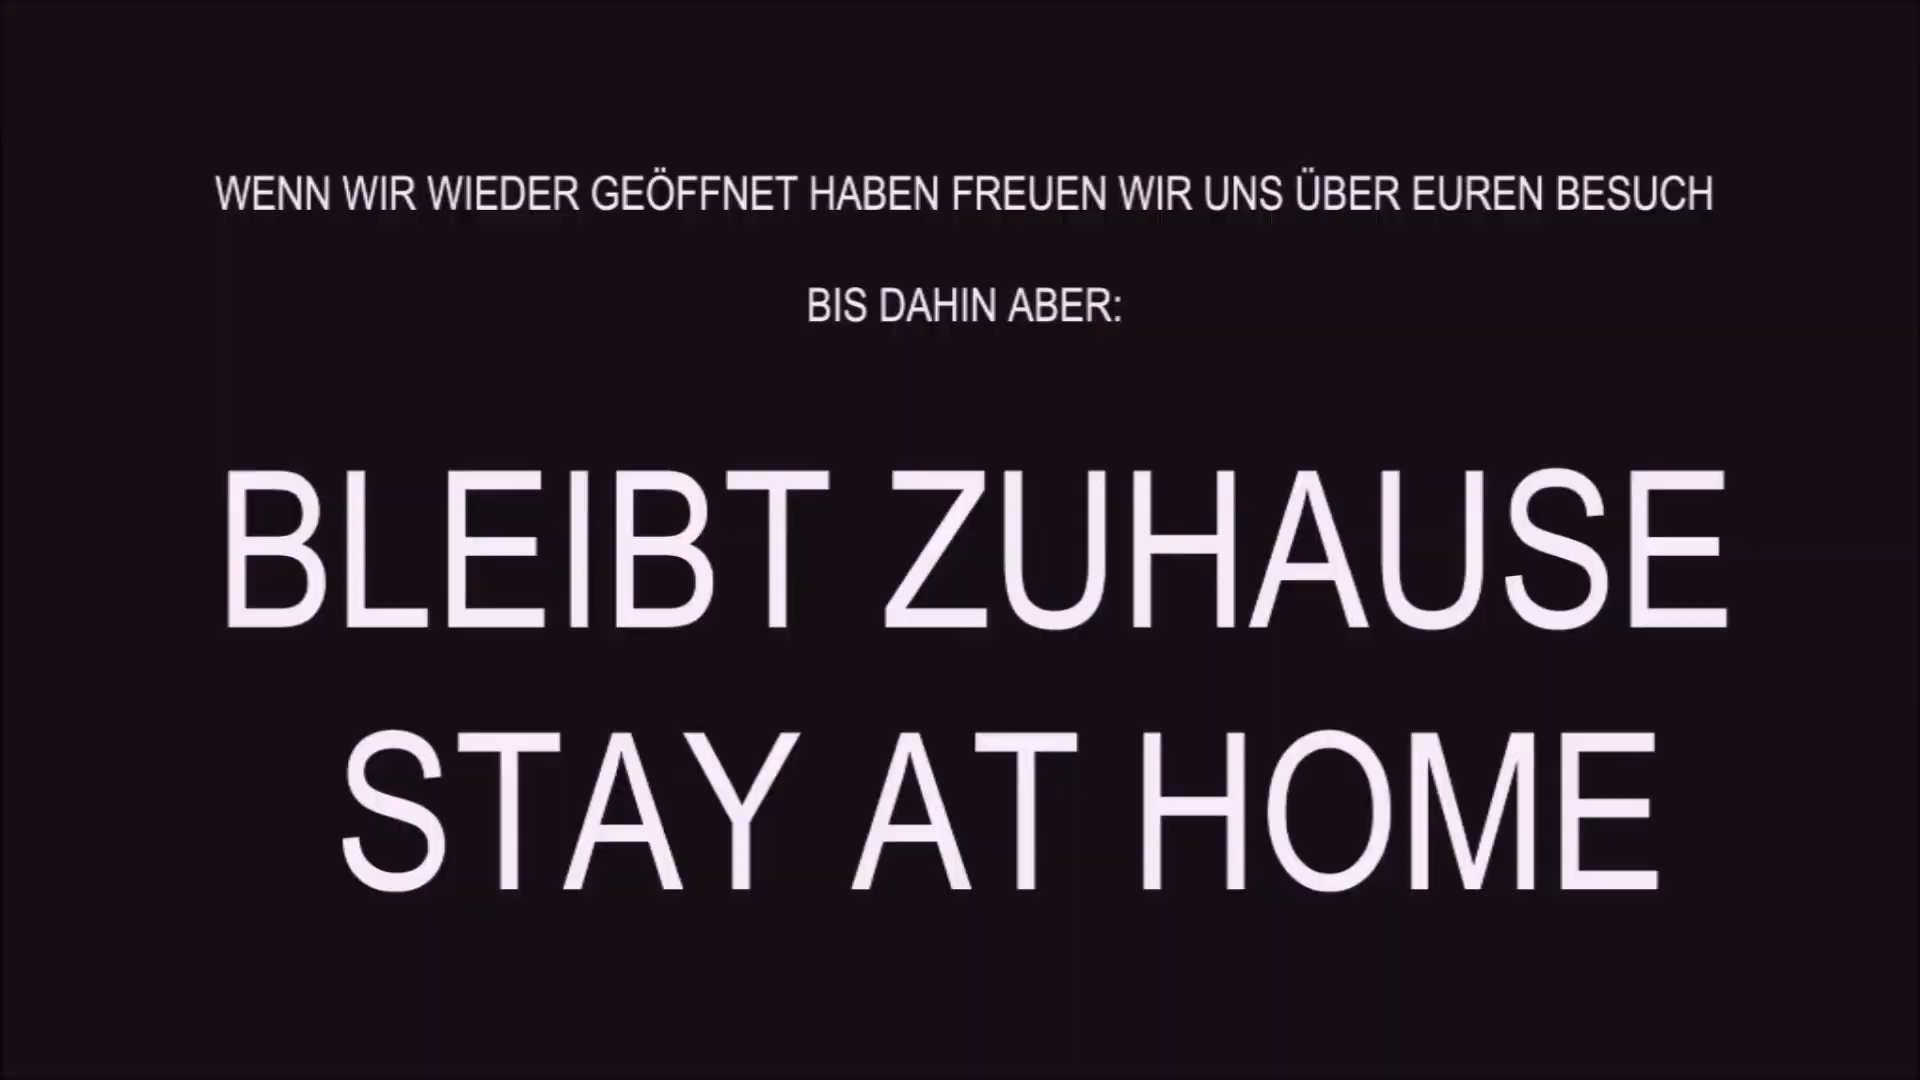 WENN WIR WIEDER GEÖFFNET HABEN FREUEN WIR UNS ÜBER EUREN BESUCH
BIS DAHIN ABER:
BLEIBT ZUHAUSE
STAY AT HOME